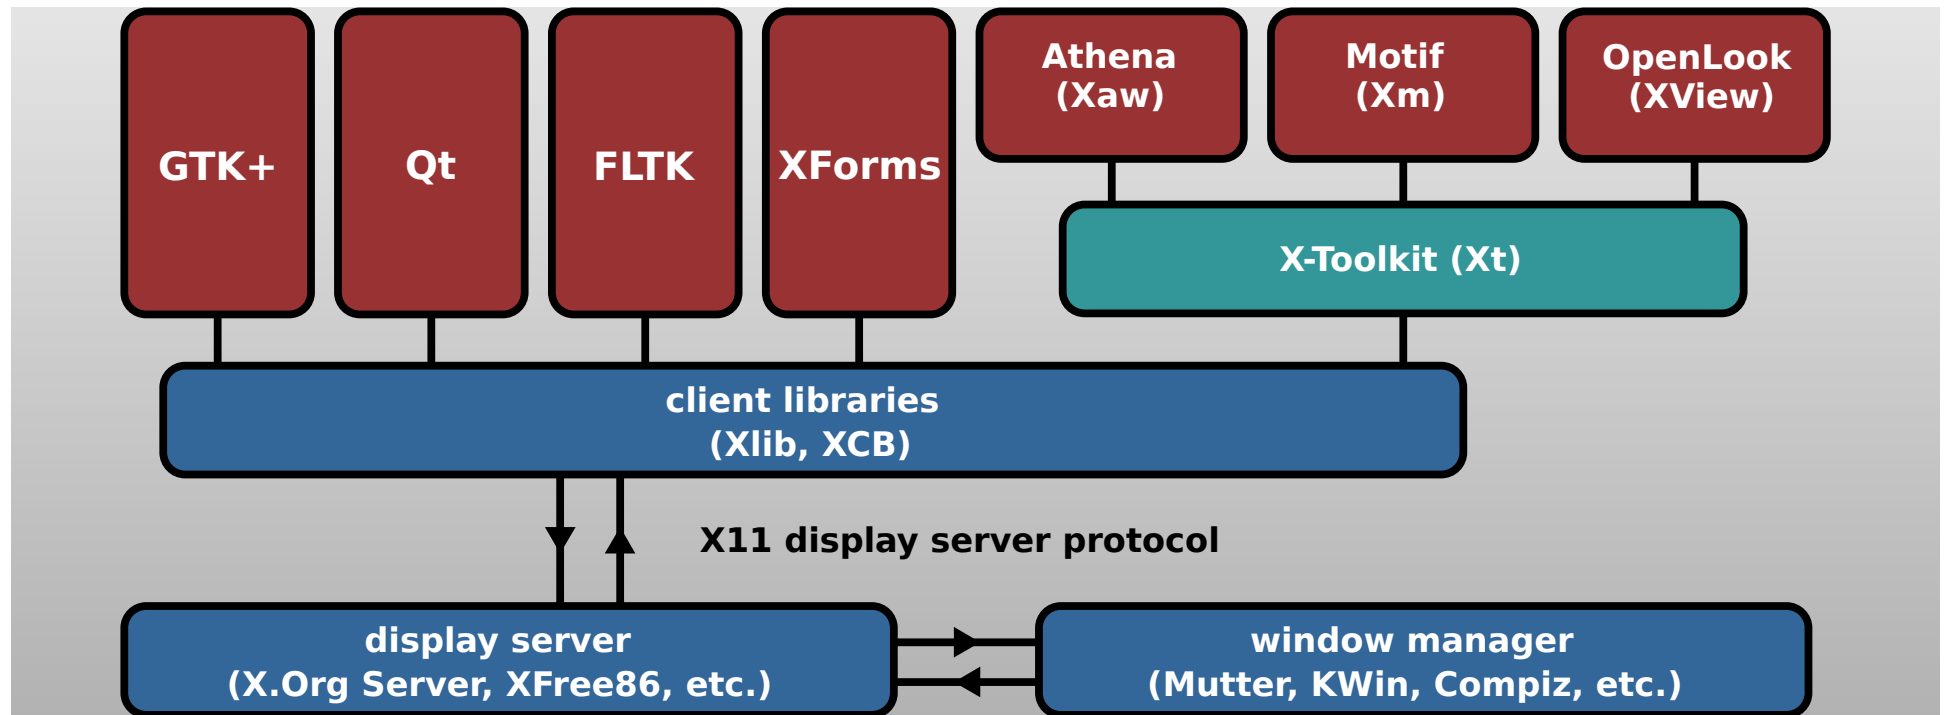 GTK+
Qt
FLTK
XForms
Athena
(Xaw)
Motif
(Xm)
OpenLook
(XView)
X-Toolkit (Xt)
client libraries
(Xlib, XCB)
X11 display server protocol
display server
(X.Org Server, XFree86, etc.)
window manager
(Mutter, KWin, Compiz, etc.)